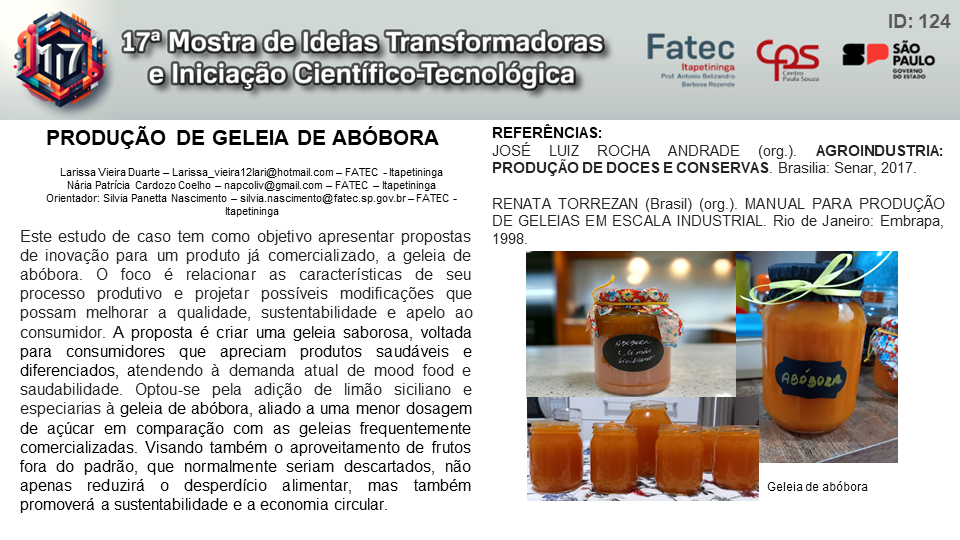 ID: 124
M17
17ª Mostra de Ideias Transformadoras
e Iniciação Científico-Tecnológica
Fatec
Itapetininga
Prof. Antonio Belizandro
Barbosa Rezende
CPS
Centro
Paula Souza
SP
SÃO PAULO
GOVERNO
DO ESTADO
PRODUÇÃO DE GELEIA DE ABÓBORA
Larissa Vieira Duarte – Larissa_vieira12lari@hotmail.com – FATEC - Itapetininga
Nária Patrícia Cardozo Coelho – napcoliv@gmail.com – FATEC – Itapetininga
Orientador: Silvia Panetta Nascimento – silvia.nascimento@fatec.sp.gov.br – FATEC -
Itapetininga
Este estudo de caso tem como objetivo apresentar propostas
de inovação para um produto já comercializado, a geleia de
abóbora. O foco é relacionar as características de seu
processo produtivo e projetar possíveis modificações que
possam melhorar a qualidade, sustentabilidade e apelo ao
consumidor. A proposta é criar uma geleia saborosa, voltada
para consumidores que apreciam produtos saudáveis e
diferenciados, atendendo à demanda atual de mood food e
saudabilidade. Optou-se pela adição de limão siciliano e
especiarias à geleia de abóbora, aliado a uma menor dosagem
de açúcar em comparação com as geleias frequentemente
comercializadas. Visando também o aproveitamento de frutos
fora do padrão, que normalmente seriam descartados, não
apenas reduzirá o desperdício alimentar, mas também
promoverá a sustentabilidade e a economia circular.
REFERÊNCIAS:
JOSÉ LUIZ ROCHA ANDRADE (org.). AGROINDUSTRIA:
PRODUÇÃO DE DOCES E CONSERVAS. Brasilia: Senar, 2017.
RENATA TORREZAN (Brasil) (org.). MANUAL PARA PRODUÇÃO
DE GELEIAS EM ESCALA INDUSTRIAL. Rio de Janeiro: Embrapa,
1998.
ABÓBORA
c/ limão
siciliano
ABÓBORA
Geleia de abóbora